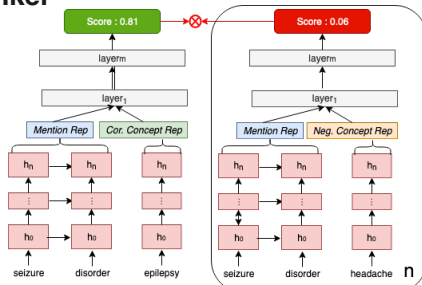 Score : 0.81
Score : 0.06
layerm
layerm
layer1
layer1
Mention Rep
Cor. Concept Rep
Mention Rep
Neg. Concept Rep
hn
hn
hn
hn
hn
hn
⋮
⋮
⋮
⋮
⋮
⋮
h0
h0
h0
h0
h0
h0
seizure
disorder
epilepsy
seizure
disorder
headache
n